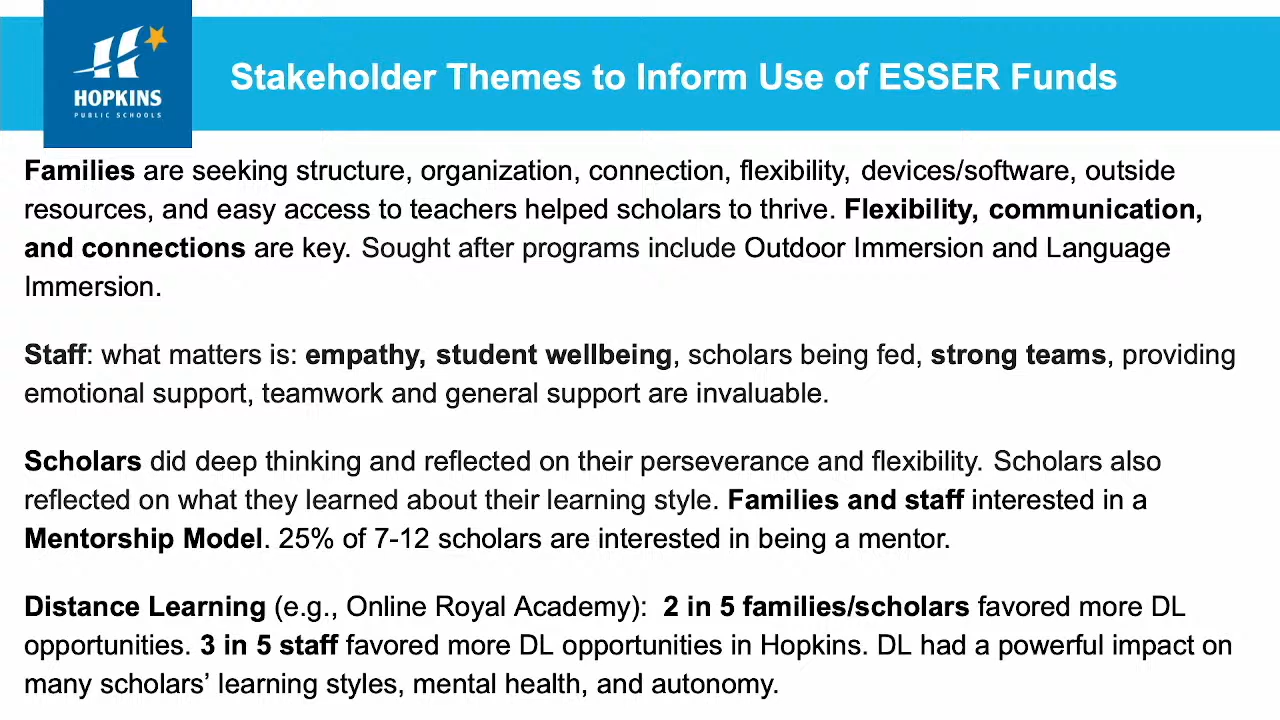 HOPKINS
PUBLIC SCHOOLS
Stakeholder Themes to Inform Use of ESSER Funds
Families are seeking structure, organization, connection, flexibility, devices/software, outside
resources, and easy access to teachers helped scholars to thrive. Flexibility, communication,
and connections are key. Sought after programs include Outdoor Immersion and Language
Immersion.
Staff: what matters is: empathy, student wellbeing, scholars being fed, strong teams, providing
emotional support, teamwork and general support are invaluable.
Scholars did deep thinking and reflected on their perseverance and flexibility. Scholars also
reflected on what they learned about their learning style. Families and staff interested in a
Mentorship Model. 25% of 7-12 scholars are interested in being a mentor.
Distance Learning (e.g., Online Royal Academy): 2 in 5 families/scholars favored more DL
opportunities. 3 in 5 staff favored more DL opportunities in Hopkins. DL had a powerful impact on
many scholars’ learning styles, mental health, and autonomy.